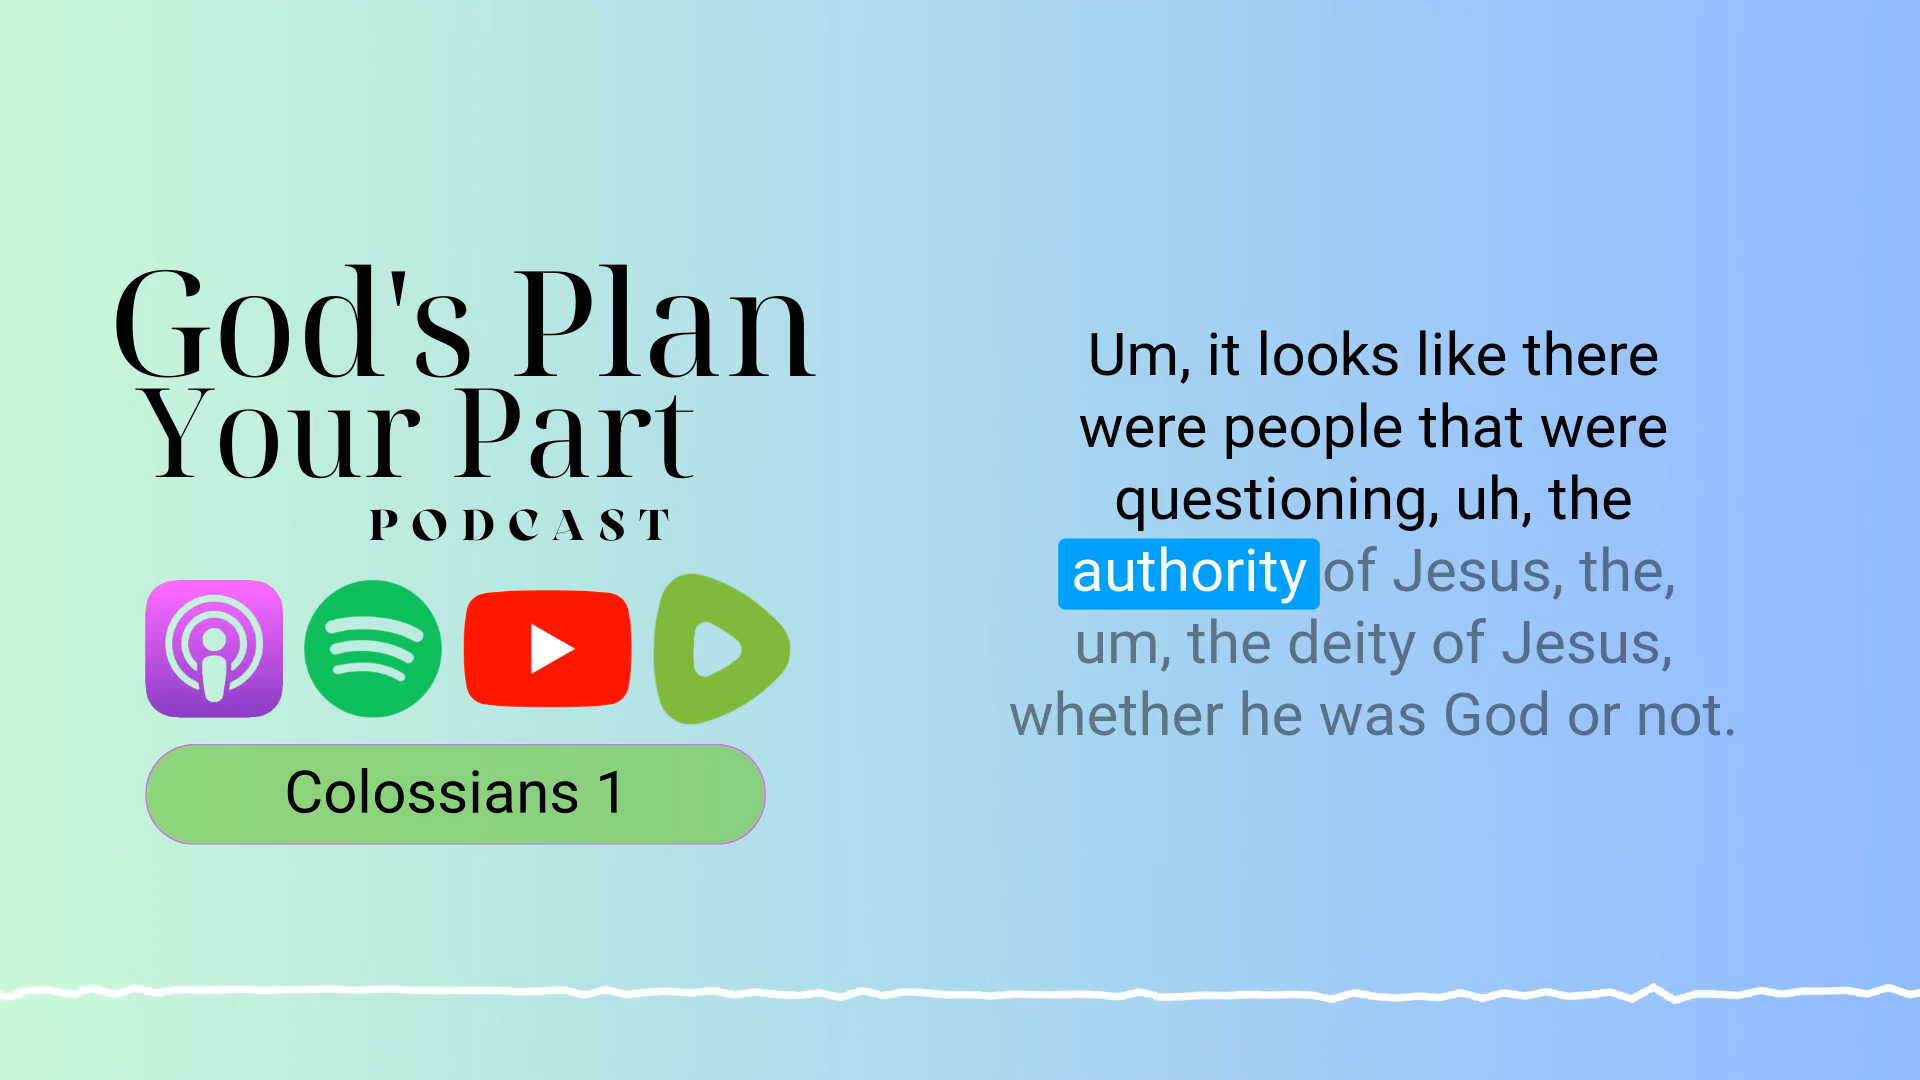 God's Plan
Your Part
PODCAST
Colossians 1
Um, it looks like there
were people that were
questioning, uh, the
authority of Jesus, the,
um, the deity of Jesus,
whether he was God or not.